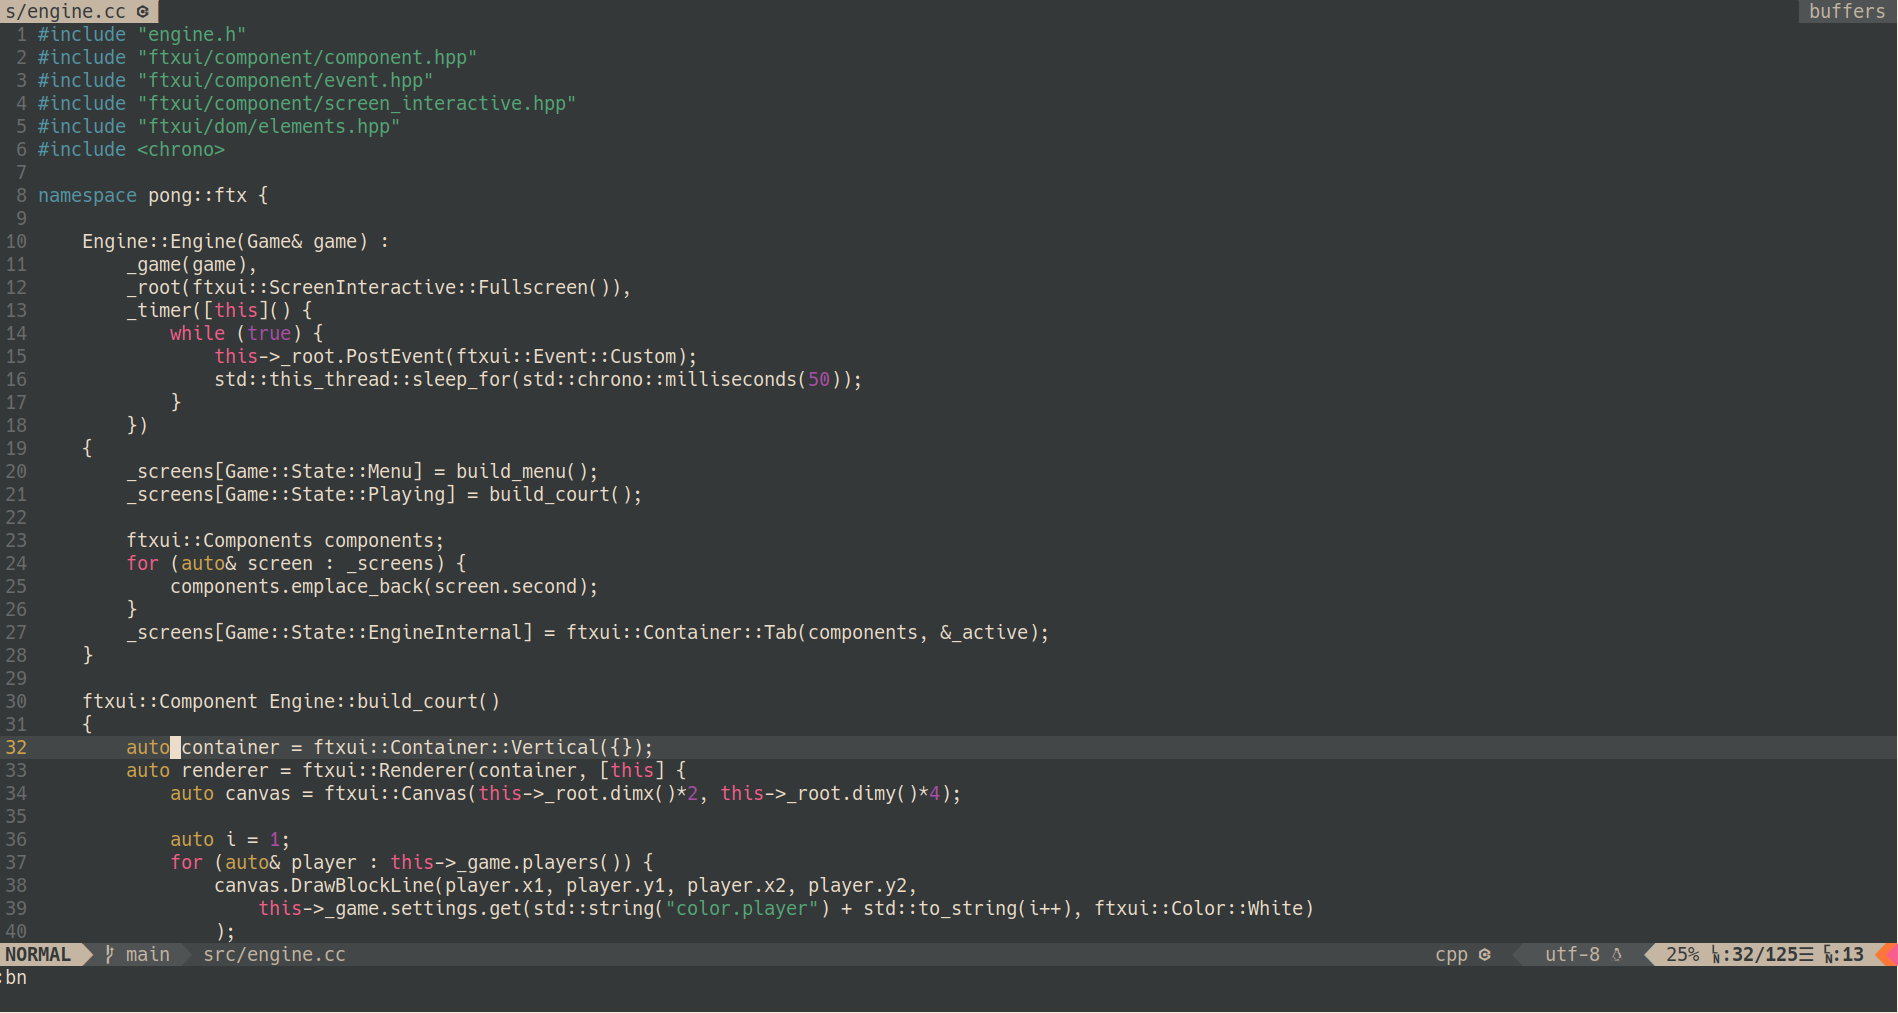 s/engine.cc
buffers
1 #include "engine.h"
2 #include "ftxui/component/component.hpp"
3 #include "ftxui/component/event.hpp"
4 #include "ftxui/component/screen_interactive.hpp"
5 #include "ftxui/dom/elements.hpp"
6 #include <chrono>
7
8 namespace pong::ftx {
9
10     Engine::Engine(Game& game) :
11         _game(game),
12         _root(ftxui::ScreenInteractive::Fullscreen()),
13         _timer([this]() {
14             while (true) {
15                 this->_root.PostEvent(ftxui::Event::Custom);
16                 std::this_thread::sleep_for(std::chrono::milliseconds(50));
17             }
18         })
19     {
20         _screens[Game::State::Menu] = build_menu();
21         _screens[Game::State::Playing] = build_court();
22
23         ftxui::Components components;
24         for (auto& screen : _screens) {
25             components.emplace_back(screen.second);
26         }
27         _screens[Game::State::EngineInternal] = ftxui::Container::Tab(components, &_active);
28     }
29
30     ftxui::Component Engine::build_court()
31     {
32         auto container = ftxui::Container::Vertical({});
33         auto renderer = ftxui::Renderer(container, [this] {
34             auto canvas = ftxui::Canvas(this->_root.dimx()*2, this->_root.dimy()*4);
35
36             auto i = 1;
37             for (auto& player : this->_game.players()) {
38                 canvas.DrawBlockLine(player.x1, player.y1, player.x2, player.y2,
39                     this->_game.settings.get(std::string("color.player") + std::to_string(i++), ftxui::Color::White)
40                 );
NORMAL main src/engine.cc cpp utf-8 25% :32/125☰ :13
:bn